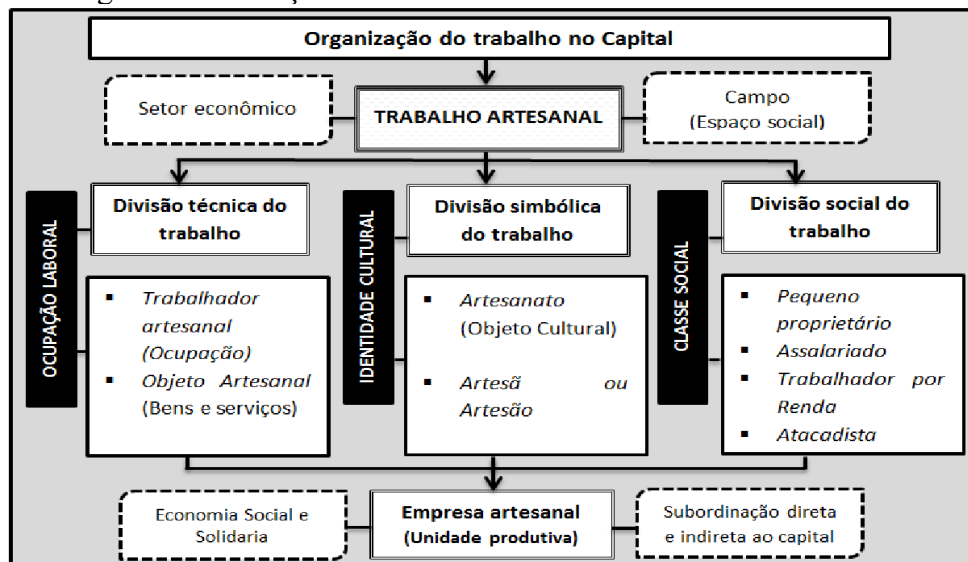 Organização do trabalho no Capital
Setor econômico
TRABALHO ARTESANAL
Campo
(Espaço social)
OCUPAÇÃO LABORAL
Divisão técnica do
trabalho
▪ Trabalhador
artesanal
(Ocupação)
▪ Objeto Artesanal
(Bens e serviços)
IDENTIDADE CULTURAL
Divisão simbólica
do trabalho
▪ Artesanato
(Objeto Cultural)
▪ Artesã ou
Artesão
CLASSE SOCIAL
Divisão social do
trabalho
▪ Pequeno
proprietário
▪ Assalariado
▪ Trabalhador por
Renda
▪ Atacadista
Economia Social e
Solidaria
Empresa artesanal
(Unidade produtiva)
Subordinação direta
e indireta ao capital